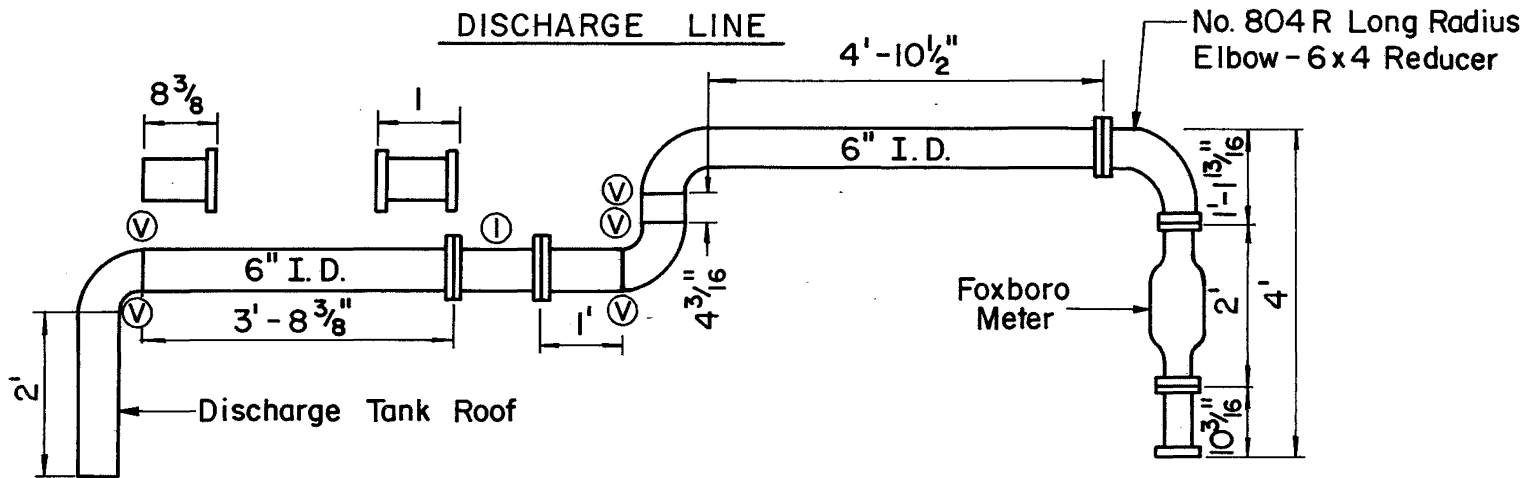 DISCHARGE LINE
No. 804 R Long Radius
Elbow – 6 x 4 Reducer
4'-10½"
8⅜
1
6" I.D.
1'-1 13/16"
V
V
V
1
6" I.D.
4 3/16"
Foxboro
Meter
2'
4'
V
3'-8⅜"
1'
V
2'
Discharge Tank Roof
10 3/16"